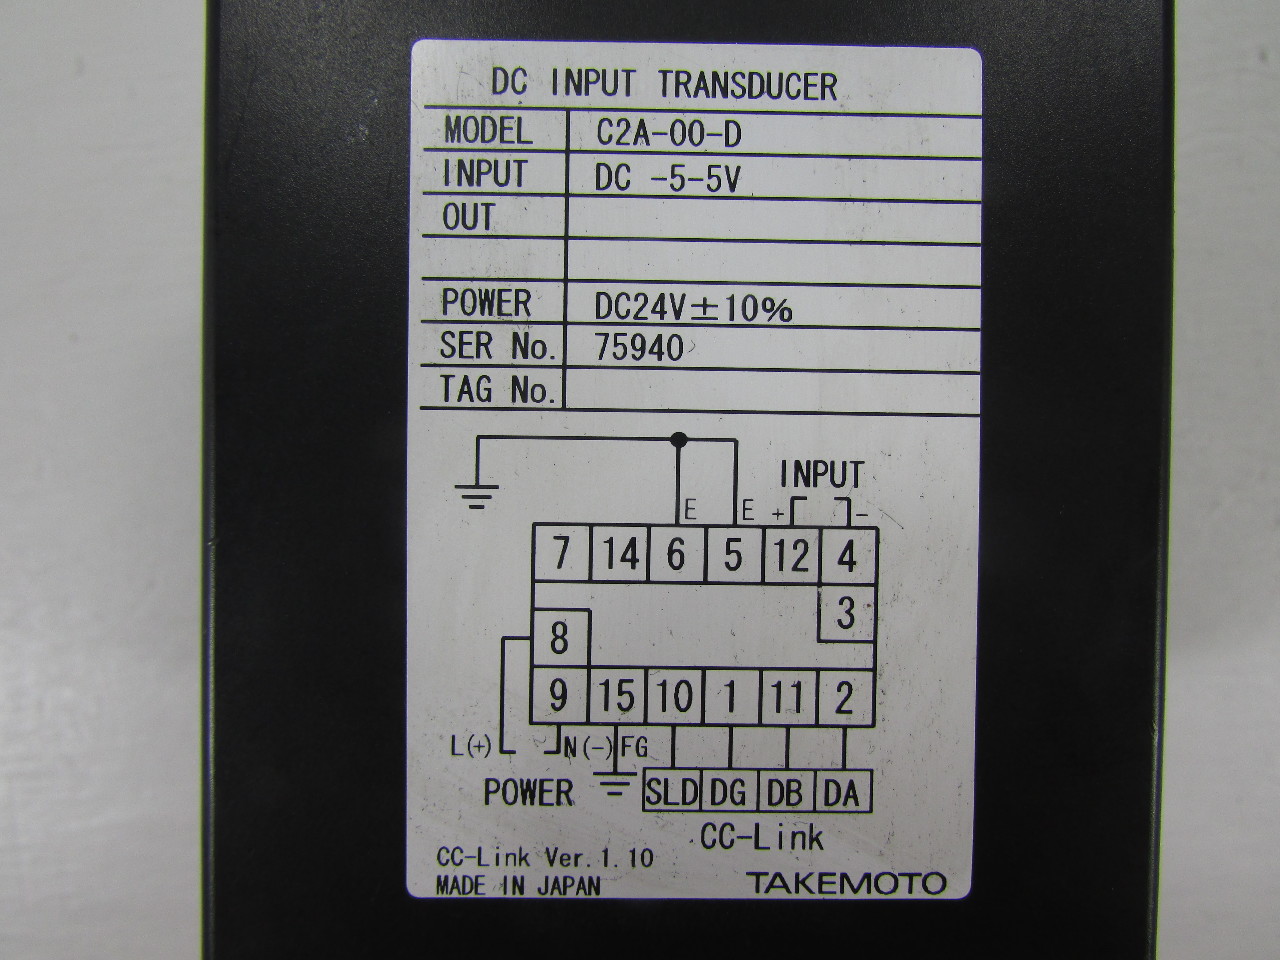 DC INPUT TRANSDUCER
MODEL C2A-00-D
INPUT DC -5-5V
OUT
POWER DC24V±10%
SER No. 75940
TAG No.
INPUT
E E + -
7 14 6 5 12 4
3
8
9 15 10 1 11 2
L(+) N(-) FG
POWER SLD DG DB DA
CC-Link
CC-Link Ver.1.10
MADE IN JAPAN TAKEMOTO